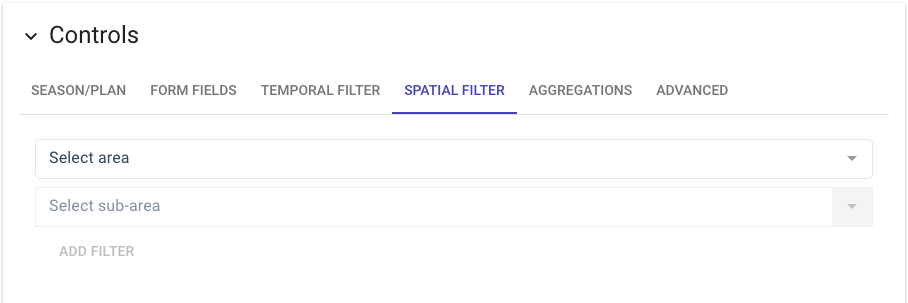 Controls
SEASON/PLAN FORM FIELDS TEMPORAL FILTER SPATIAL FILTER AGGREGATIONS ADVANCED
Select area
Select sub-area
ADD FILTER